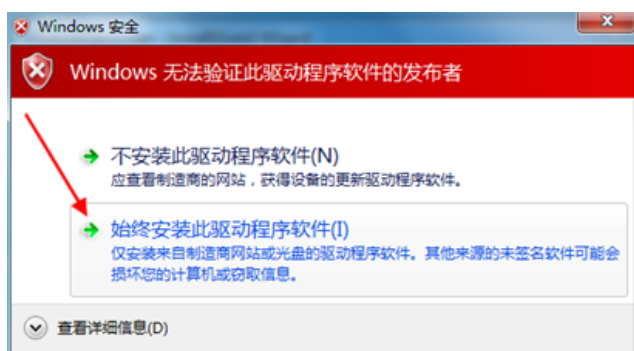 Windows 安全
Windows 无法验证此驱动程序软件的发布者
不安装此驱动程序软件(N)
应查看制造商的网站，获得设备的更新驱动程序软件。
始终安装此驱动程序软件(I)
仅安装来自制造商网站或光盘的驱动程序软件。其他来源的未签名软件可能会
损坏您的计算机或窃取信息。
查看详细信息(D)